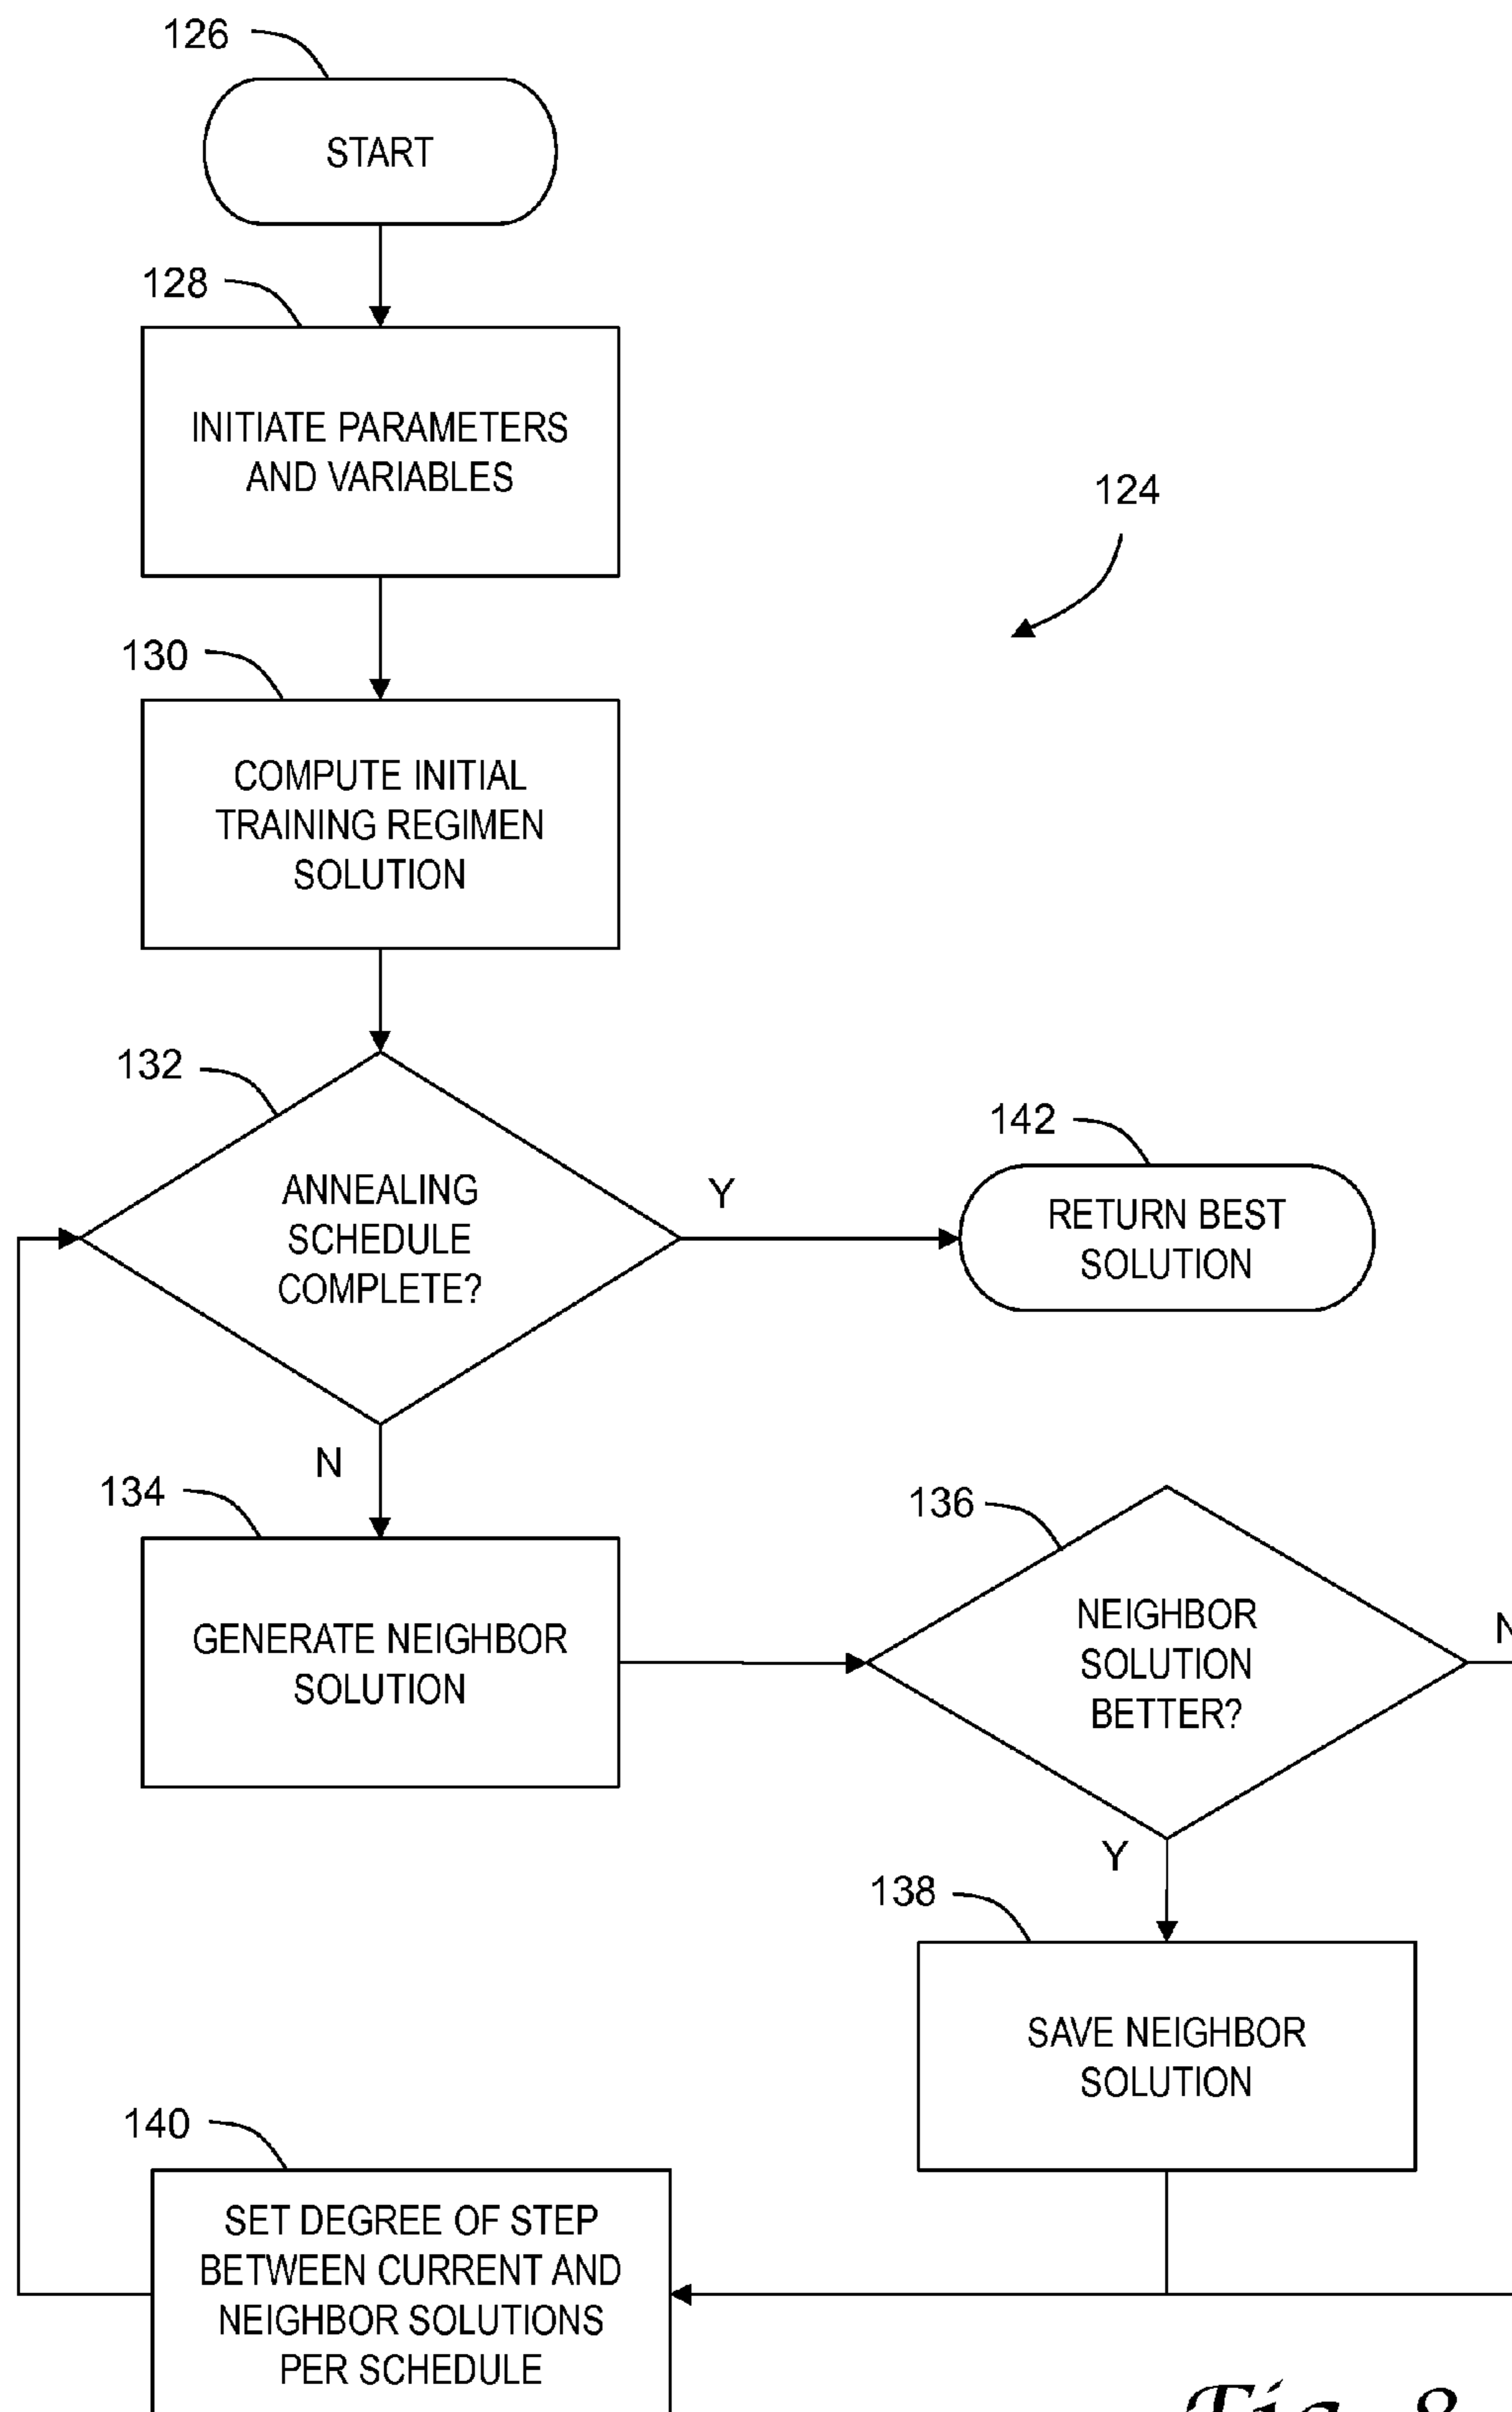 126
START
128
INITIATE PARAMETERS
AND VARIABLES
124
130
COMPUTE INITIAL
TRAINING REGIMEN
SOLUTION
132
ANNEALING
SCHEDULE
COMPLETE?
Y
142
RETURN BEST
SOLUTION
N
134
GENERATE NEIGHBOR
SOLUTION
136
NEIGHBOR
SOLUTION
BETTER?
N
Y
138
SAVE NEIGHBOR
SOLUTION
140
SET DEGREE OF STEP
BETWEEN CURRENT AND
NEIGHBOR SOLUTIONS
PER SCHEDULE
Fig. 8